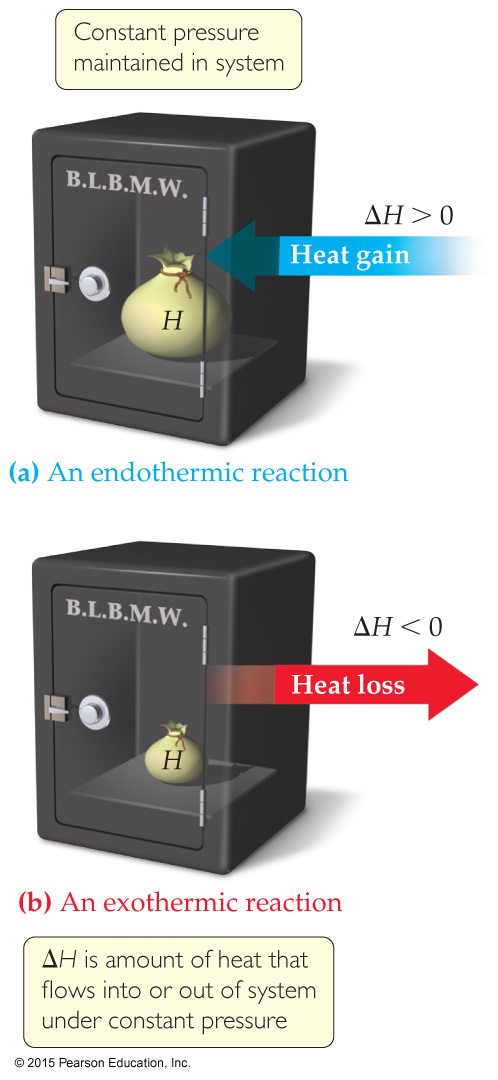 Constant pressure
maintained in system
B.L.B.M.W.
ΔH > 0
Heat gain
H
(a) An endothermic reaction
B.L.B.M.W.
ΔH < 0
Heat loss
H
(b) An exothermic reaction
ΔH is amount of heat that
flows into or out of system
under constant pressure
© 2015 Pearson Education, Inc.